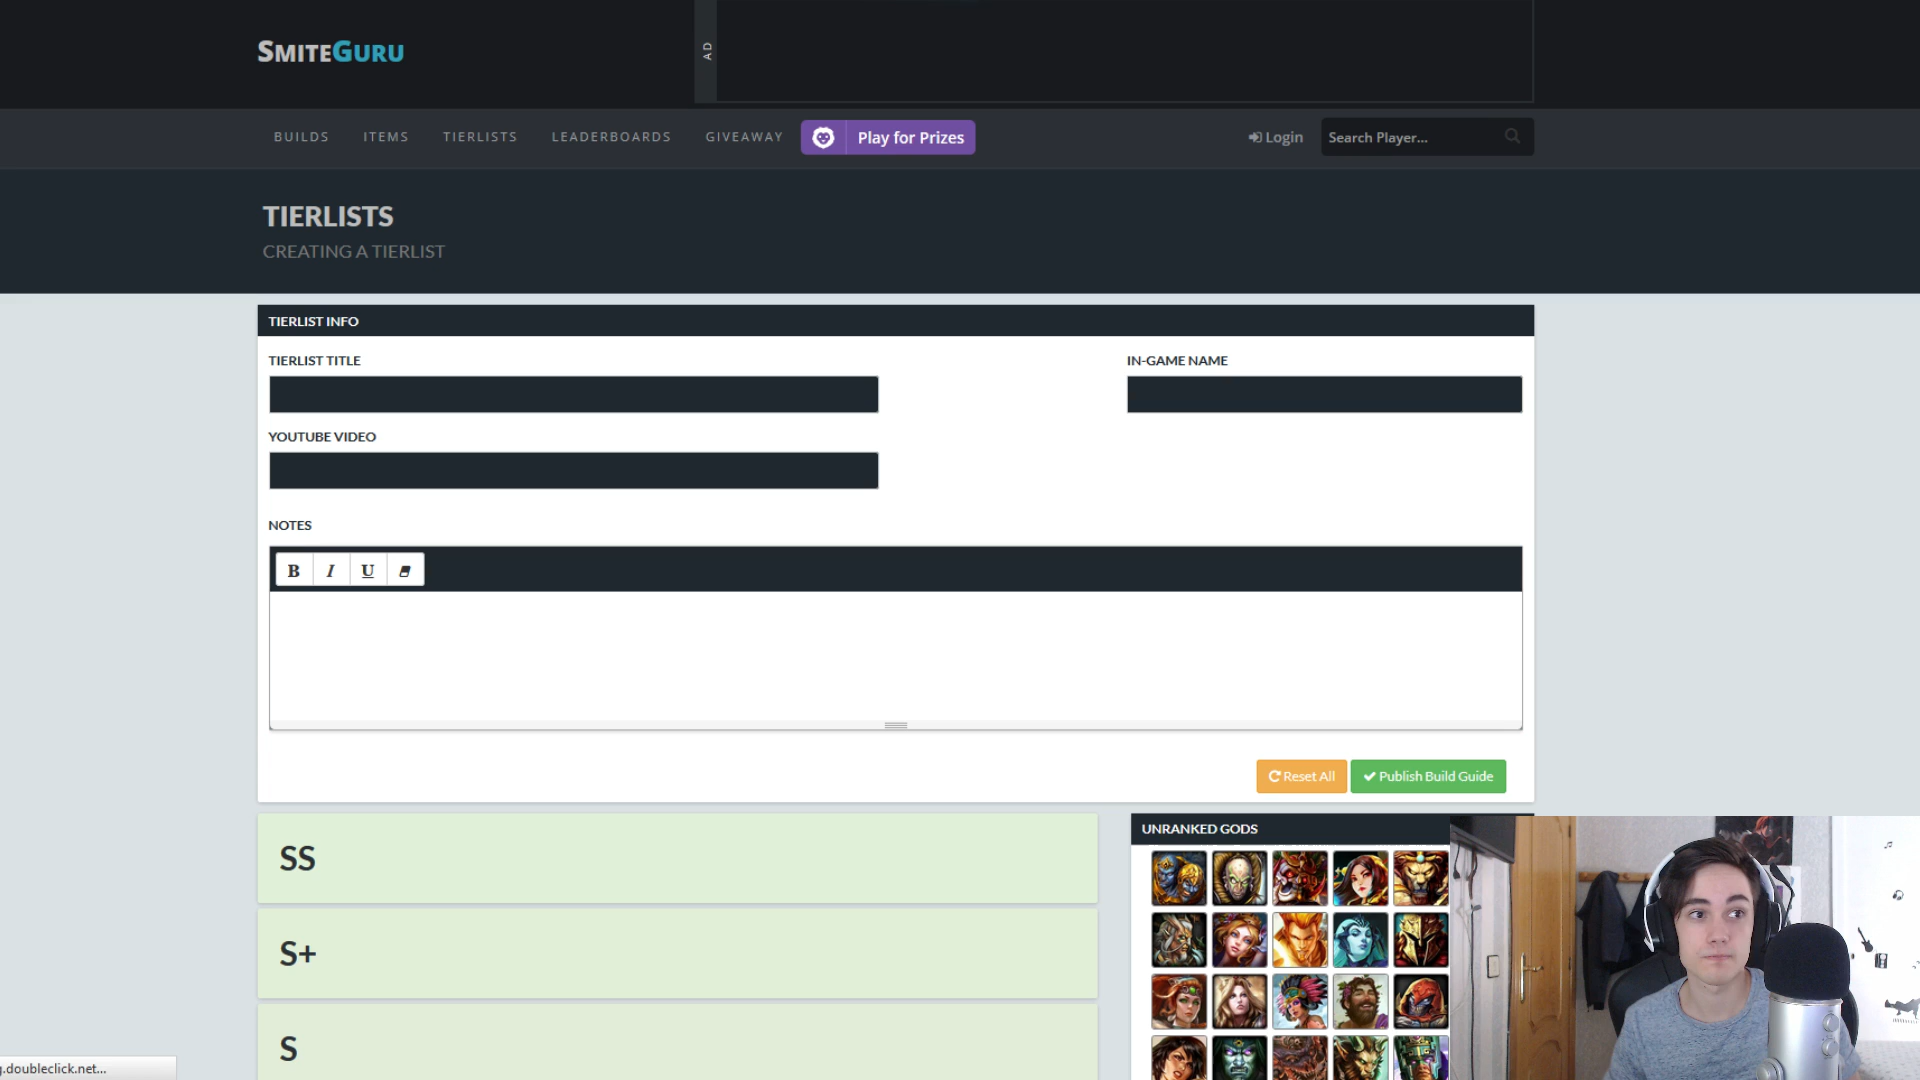 SMITEGURU
AD
BUILDS ITEMS TIERLISTS LEADERBOARDS GIVEAWAY Play for Prizes Login Search Player...
TIERLISTS
CREATING A TIERLIST
TIERLIST INFO
TIERLIST TITLE IN-GAME NAME
YOUTUBE VIDEO
NOTES
B I U
Reset All Publish Build Guide
SS
UNRANKED GODS
S+
S
.doubleclick.net...